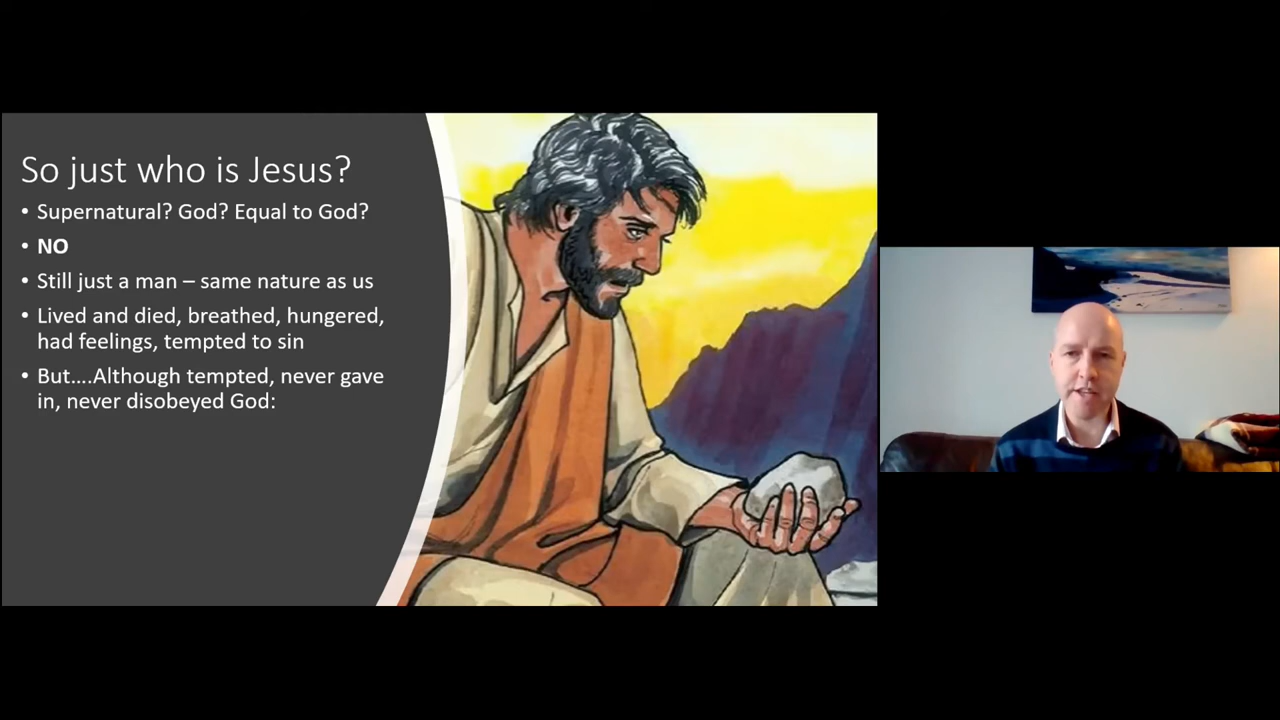 So just who is Jesus?
• Supernatural? God? Equal to God?
• NO
• Still just a man – same nature as us
• Lived and died, breathed, hungered,
had feelings, tempted to sin
• But....Although tempted, never gave
in, never disobeyed God: